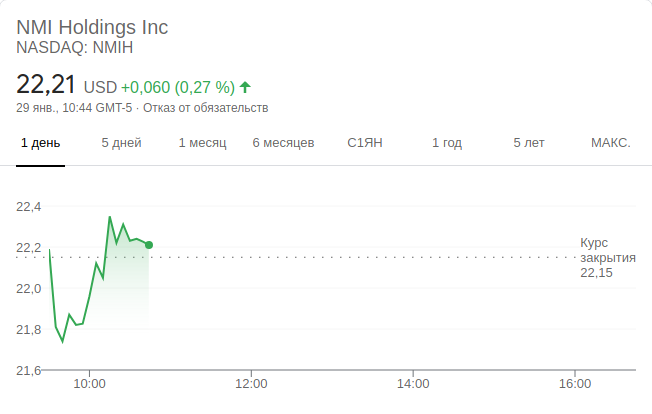 NMI Holdings Inc
NASDAQ: NMIH
22,21 USD +0,060 (0,27 %)
29 янв., 10:44 GMT-5 · Отказ от обязательств
1 день 5 дней 1 месяц 6 месяцев С1ЯН 1 год 5 лет МАКС.
22,4
22,2
22,0
21,8
21,6
Курс
закрытия
22,15
10:00 12:00 14:00 16:00